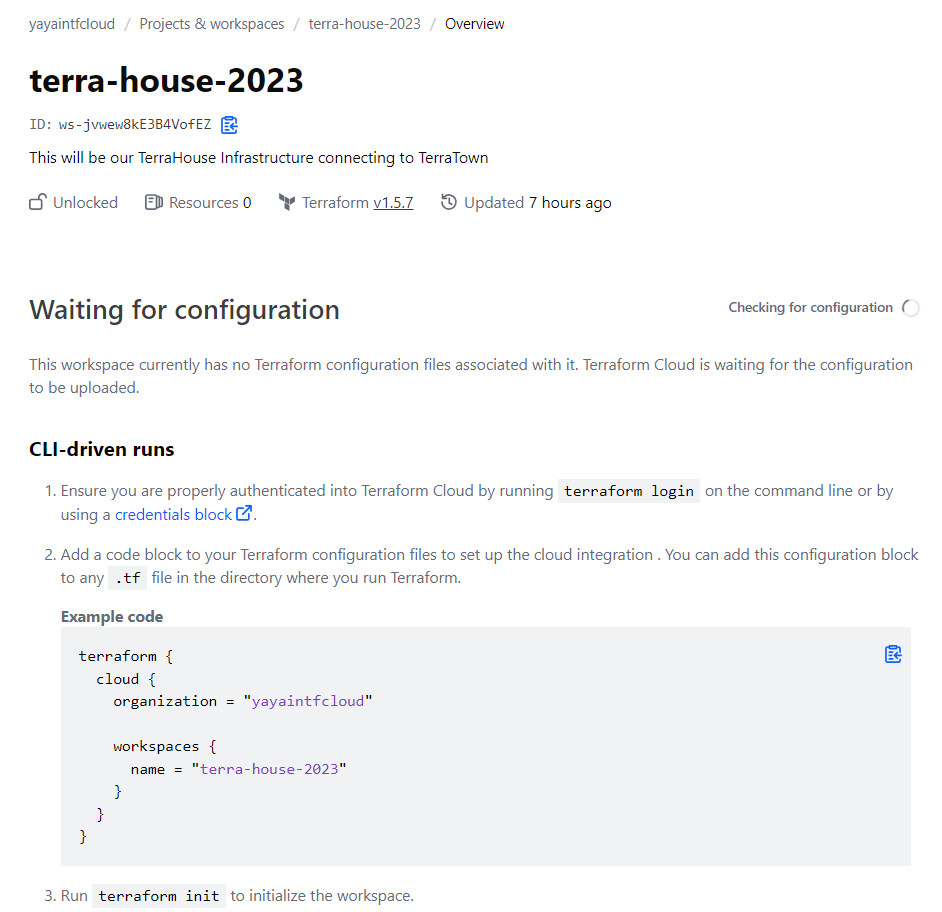 yayaintfcloud / Projects & workspaces / terra-house-2023 / Overview
terra-house-2023
ID: ws-jvwew8kE3B4VofEZ
This will be our TerraHouse Infrastructure connecting to TerraTown
Unlocked Resources 0 Terraform v1.5.7 Updated 7 hours ago
Waiting for configuration
Checking for configuration
This workspace currently has no Terraform configuration files associated with it. Terraform Cloud is waiting for the configuration
to be uploaded.
CLI-driven runs
1. Ensure you are properly authenticated into Terraform Cloud by running terraform login on the command line or by
using a credentials block.
2. Add a code block to your Terraform configuration files to set up the cloud integration . You can add this configuration block
to any .tf file in the directory where you run Terraform.
Example code
terraform {
cloud {
organization = "yayaintfcloud"
workspaces {
name = "terra-house-2023"
}
}
}
3. Run terraform init to initialize the workspace.